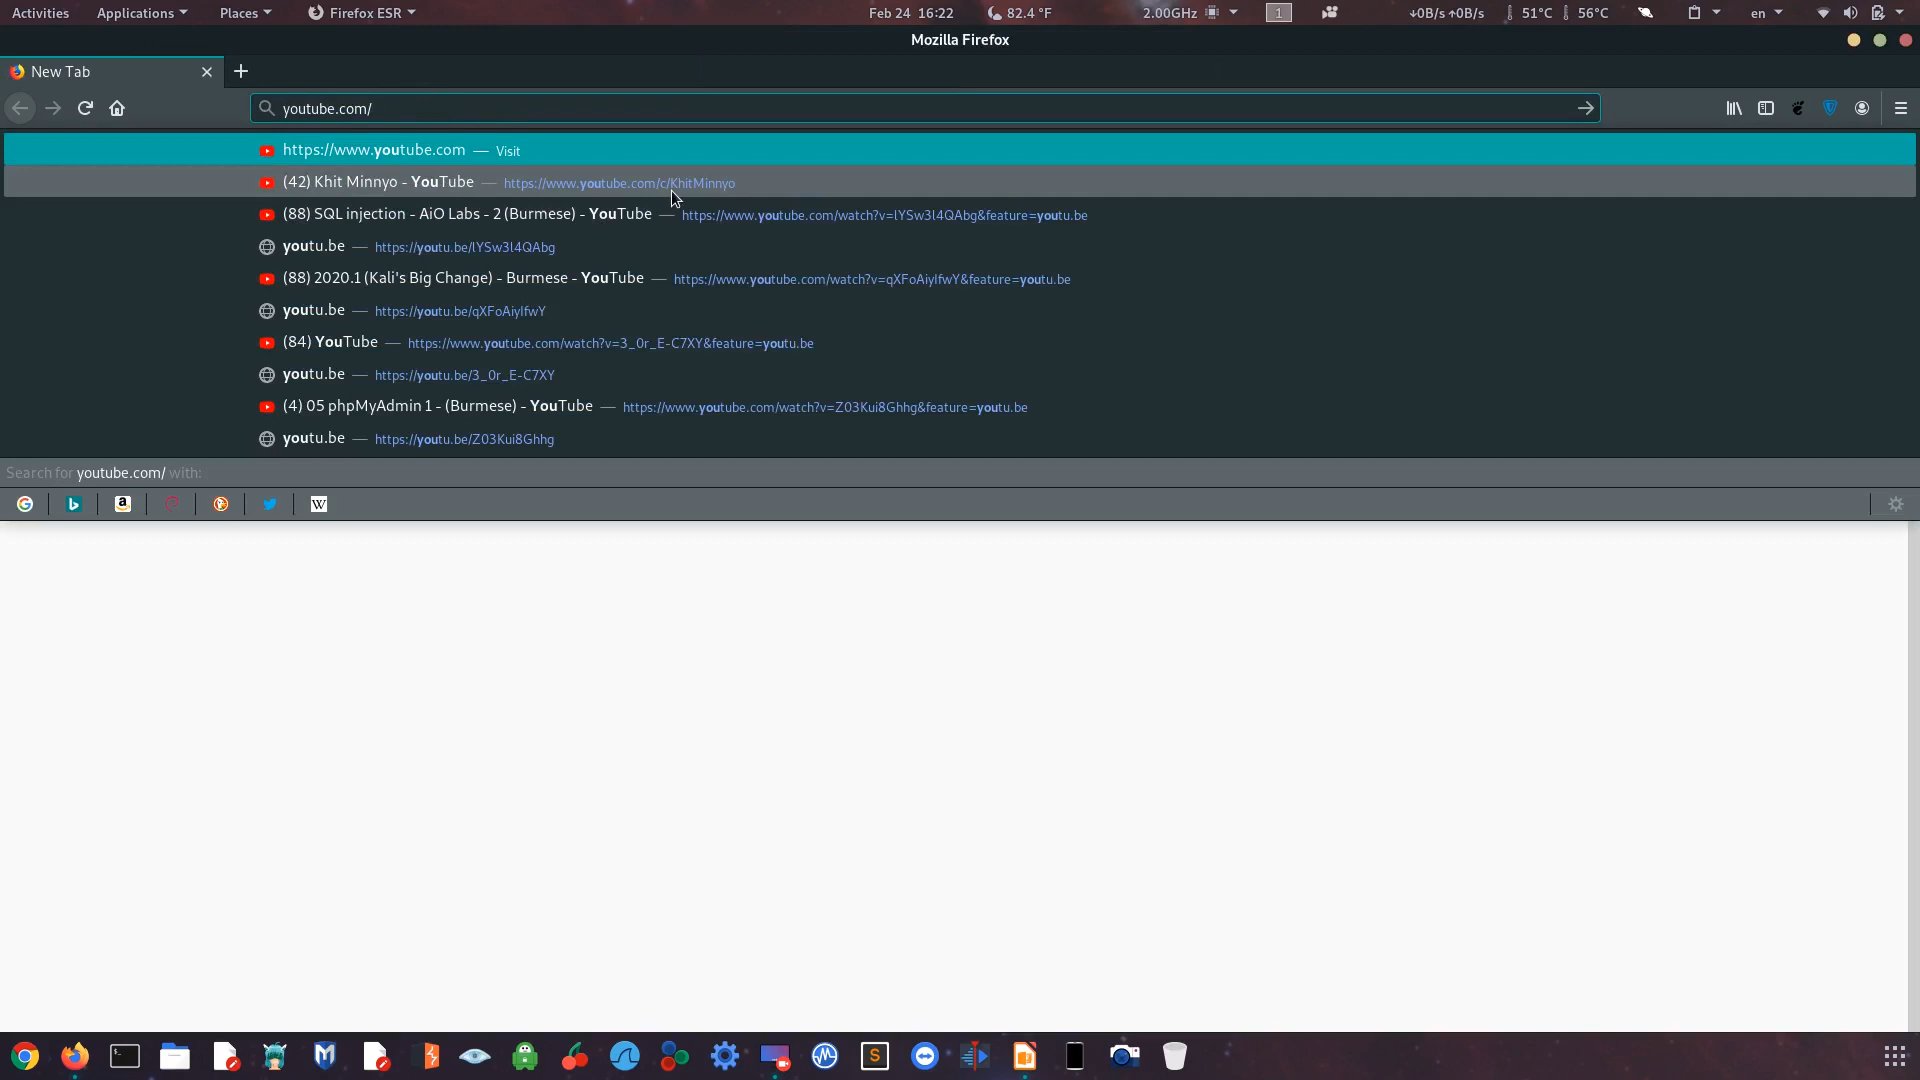 Activities Applications Places Firefox ESR Feb 24 16:22 82.4 °F 2.00GHz 1 ↓0B/s ↑0B/s 51°C 56°C en
Mozilla Firefox
New Tab
youtube.com/
https://www.youtube.com — Visit
(42) Khit Minnyo - YouTube — https://www.youtube.com/c/KhitMinnyo
(88) SQL injection - AiO Labs - 2 (Burmese) - YouTube — https://www.youtube.com/watch?v=lYSw3l4QAbg&feature=youtu.be
youtu.be — https://youtu.be/lYSw3l4QAbg
(88) 2020.1 (Kali's Big Change) - Burmese - YouTube — https://www.youtube.com/watch?v=qXFoAiyIfwY&feature=youtu.be
youtu.be — https://youtu.be/qXFoAiyIfwY
(84) YouTube — https://www.youtube.com/watch?v=3_0r_E-C7XY&feature=youtu.be
youtu.be — https://youtu.be/3_0r_E-C7XY
(4) 05 phpMyAdmin 1 - (Burmese) - YouTube — https://www.youtube.com/watch?v=Z03Kui8Ghhg&feature=youtu.be
youtu.be — https://youtu.be/Z03Kui8Ghhg
Search for youtube.com/ with: